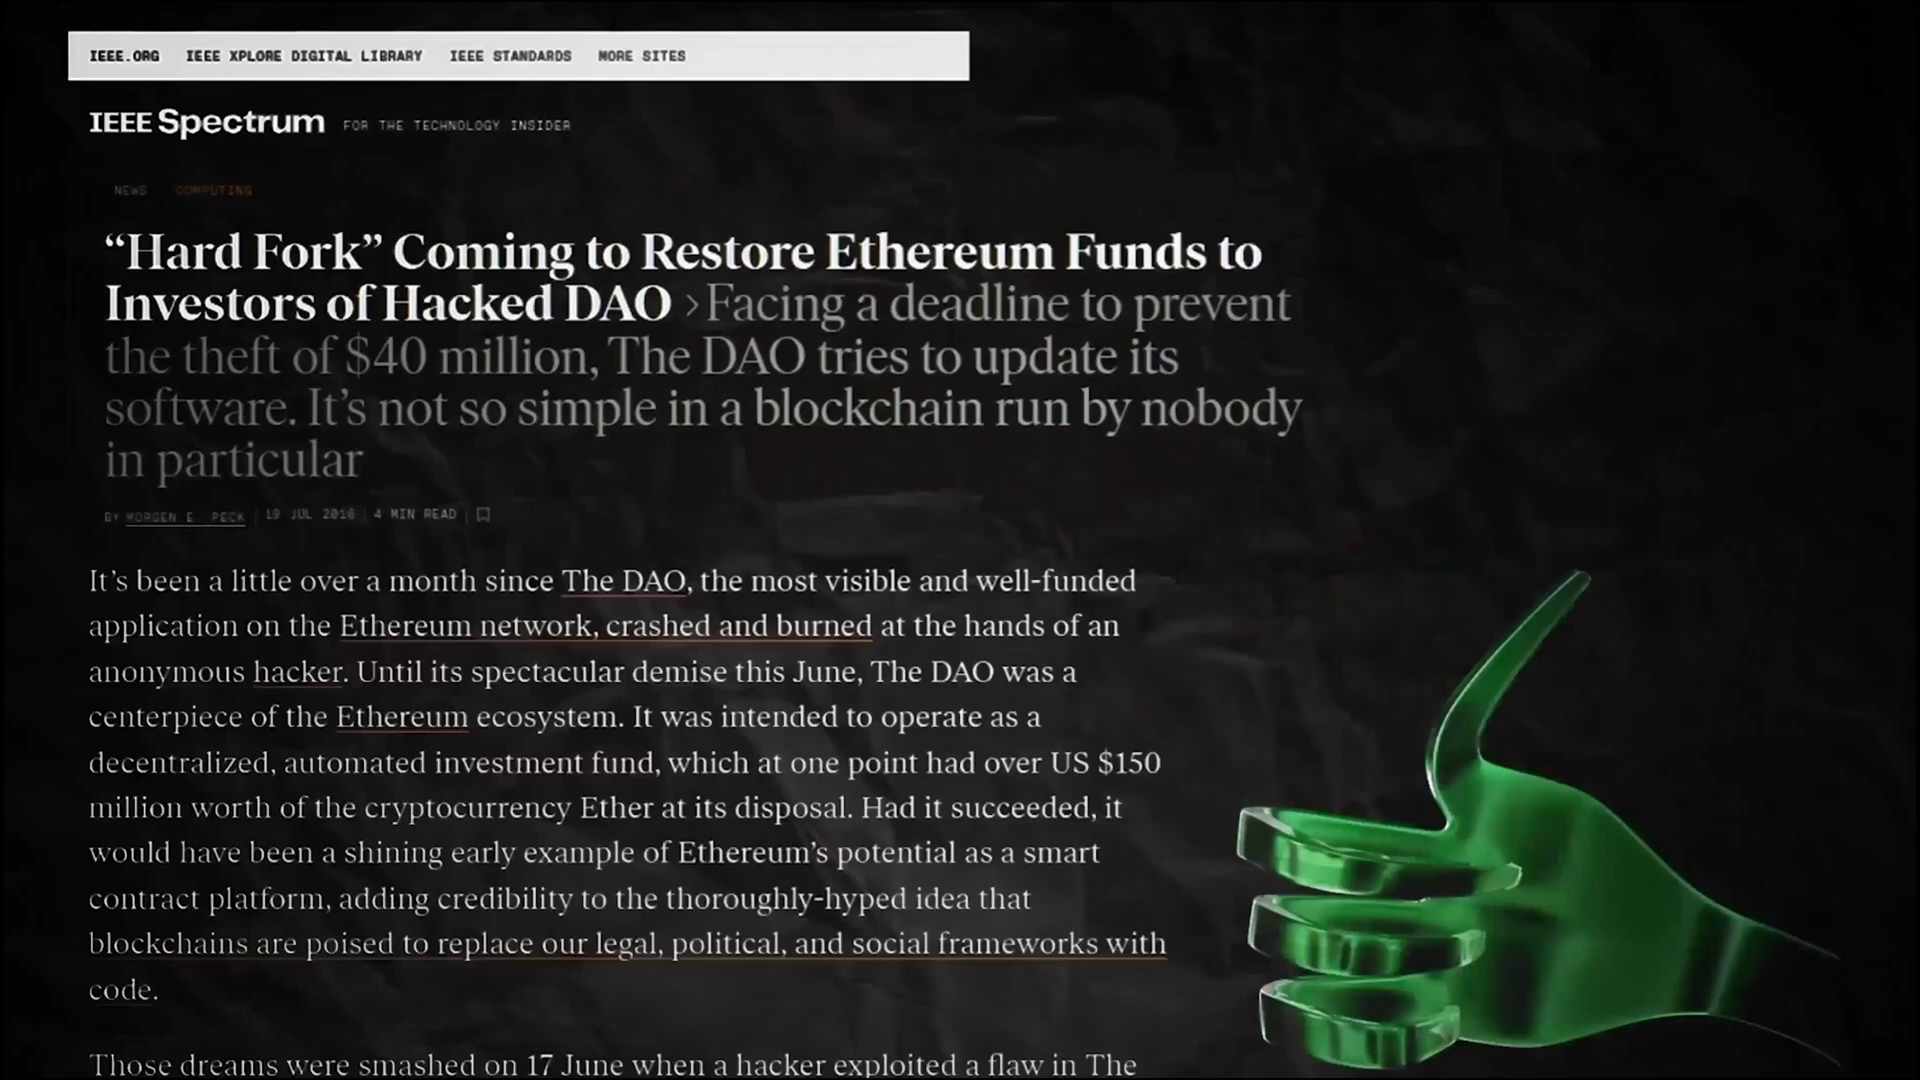 IEEE.ORG IEEE XPLORE DIGITAL LIBRARY IEEE STANDARDS MORE SITES
IEEE Spectrum FOR THE TECHNOLOGY INSIDER
NEWS COMPUTING
“Hard Fork” Coming to Restore Ethereum Funds to
Investors of Hacked DAO › Facing a deadline to prevent
the theft of $40 million, The DAO tries to update its
software. It’s not so simple in a blockchain run by nobody
in particular
BY MORGEN E. PECK | 19 JUL 2016 | 4 MIN READ |
It’s been a little over a month since The DAO, the most visible and well-funded
application on the Ethereum network, crashed and burned at the hands of an
anonymous hacker. Until its spectacular demise this June, The DAO was a
centerpiece of the Ethereum ecosystem. It was intended to operate as a
decentralized, automated investment fund, which at one point had over US $150
million worth of the cryptocurrency Ether at its disposal. Had it succeeded, it
would have been a shining early example of Ethereum’s potential as a smart
contract platform, adding credibility to the thoroughly-hyped idea that
blockchains are poised to replace our legal, political, and social frameworks with
code.
Those dreams were smashed on 17 June when a hacker exploited a flaw in The